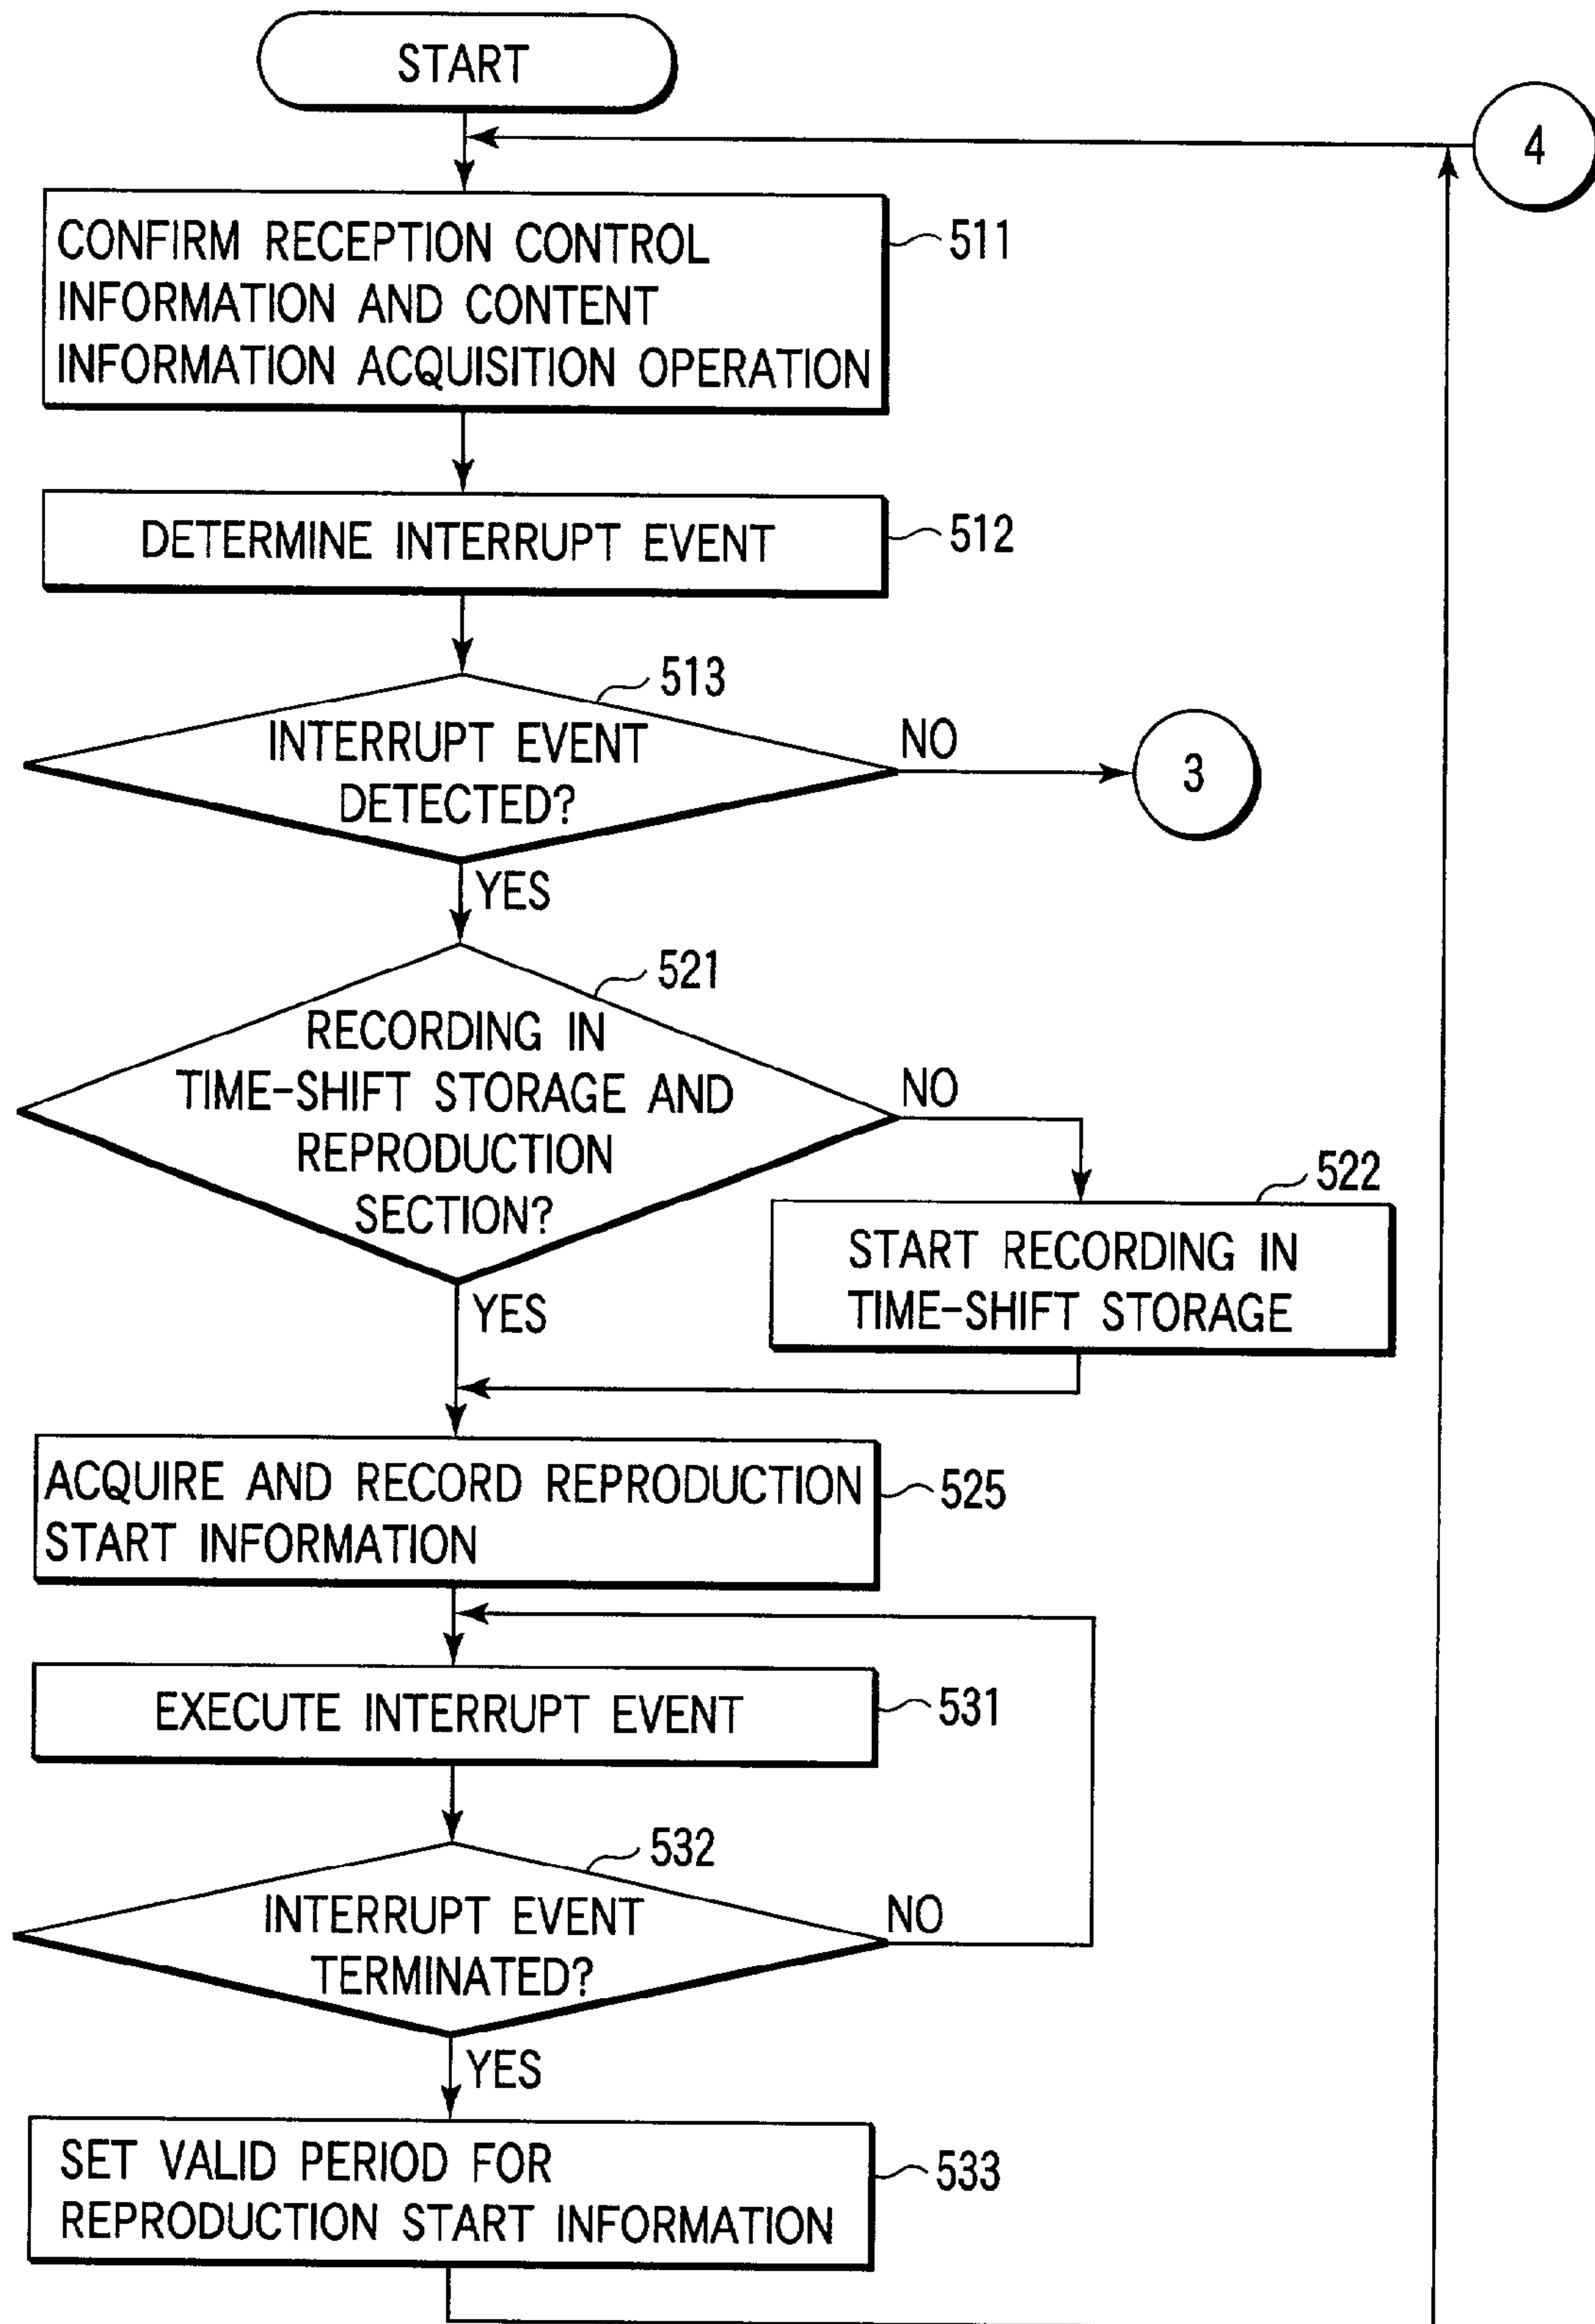 START
4
CONFIRM RECEPTION CONTROL
INFORMATION AND CONTENT
INFORMATION ACQUISITION OPERATION
511
DETERMINE INTERRUPT EVENT
512
513
INTERRUPT EVENT
DETECTED?
NO
3
YES
521
RECORDING IN
TIME-SHIFT STORAGE AND
REPRODUCTION
SECTION?
NO
522
START RECORDING IN
TIME-SHIFT STORAGE
YES
ACQUIRE AND RECORD REPRODUCTION
START INFORMATION
525
EXECUTE INTERRUPT EVENT
531
532
INTERRUPT EVENT
TERMINATED?
NO
YES
SET VALID PERIOD FOR
REPRODUCTION START INFORMATION
533